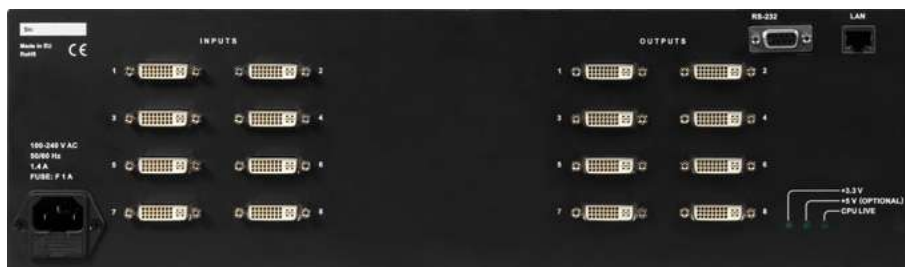 Sn:
Made in EU
RoHS
CE
INPUTS
OUTPUTS
RS-232
LAN
1 2
3 4
5 6
7 8
1 2
3 4
5 6
7 8
100-240 V AC
50/60 Hz
1.4 A
FUSE: F 1 A
+3.3 V
+5 V (OPTIONAL)
CPU LIVE